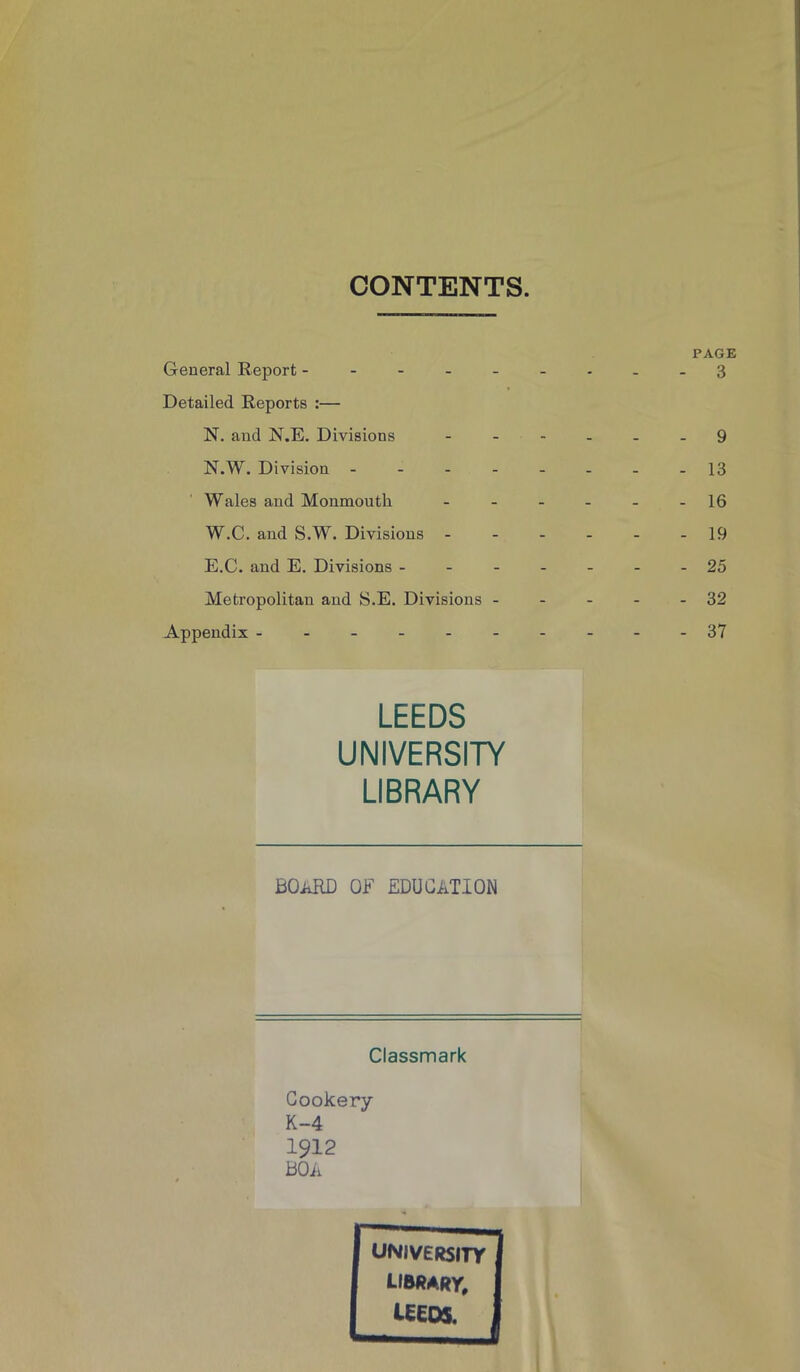 CONTENTS.
PAGE
General Report - - - - - - - - - 3
Detailed Reports :—
N. and N.E. Divisions - - - - - - 9
N.W. Division - - - - - - - - 13
Wales and Monmouth - - - - - - 16
W.C. and S.W. Divisions - - - - - - 19
E.C. and E. Divisions - - - - - - - 25
Metropolitan and S.E. Divisions - - - - - 32
Appendix - - - - - - - - - - 37
LEEDS
UNIVERSITY
LIBRARY
BOARD OF EDUCATION
Classmark
Cookery
K-4
1912
BOA
UNIVERSITY
LIBRARY,
LEEDS.